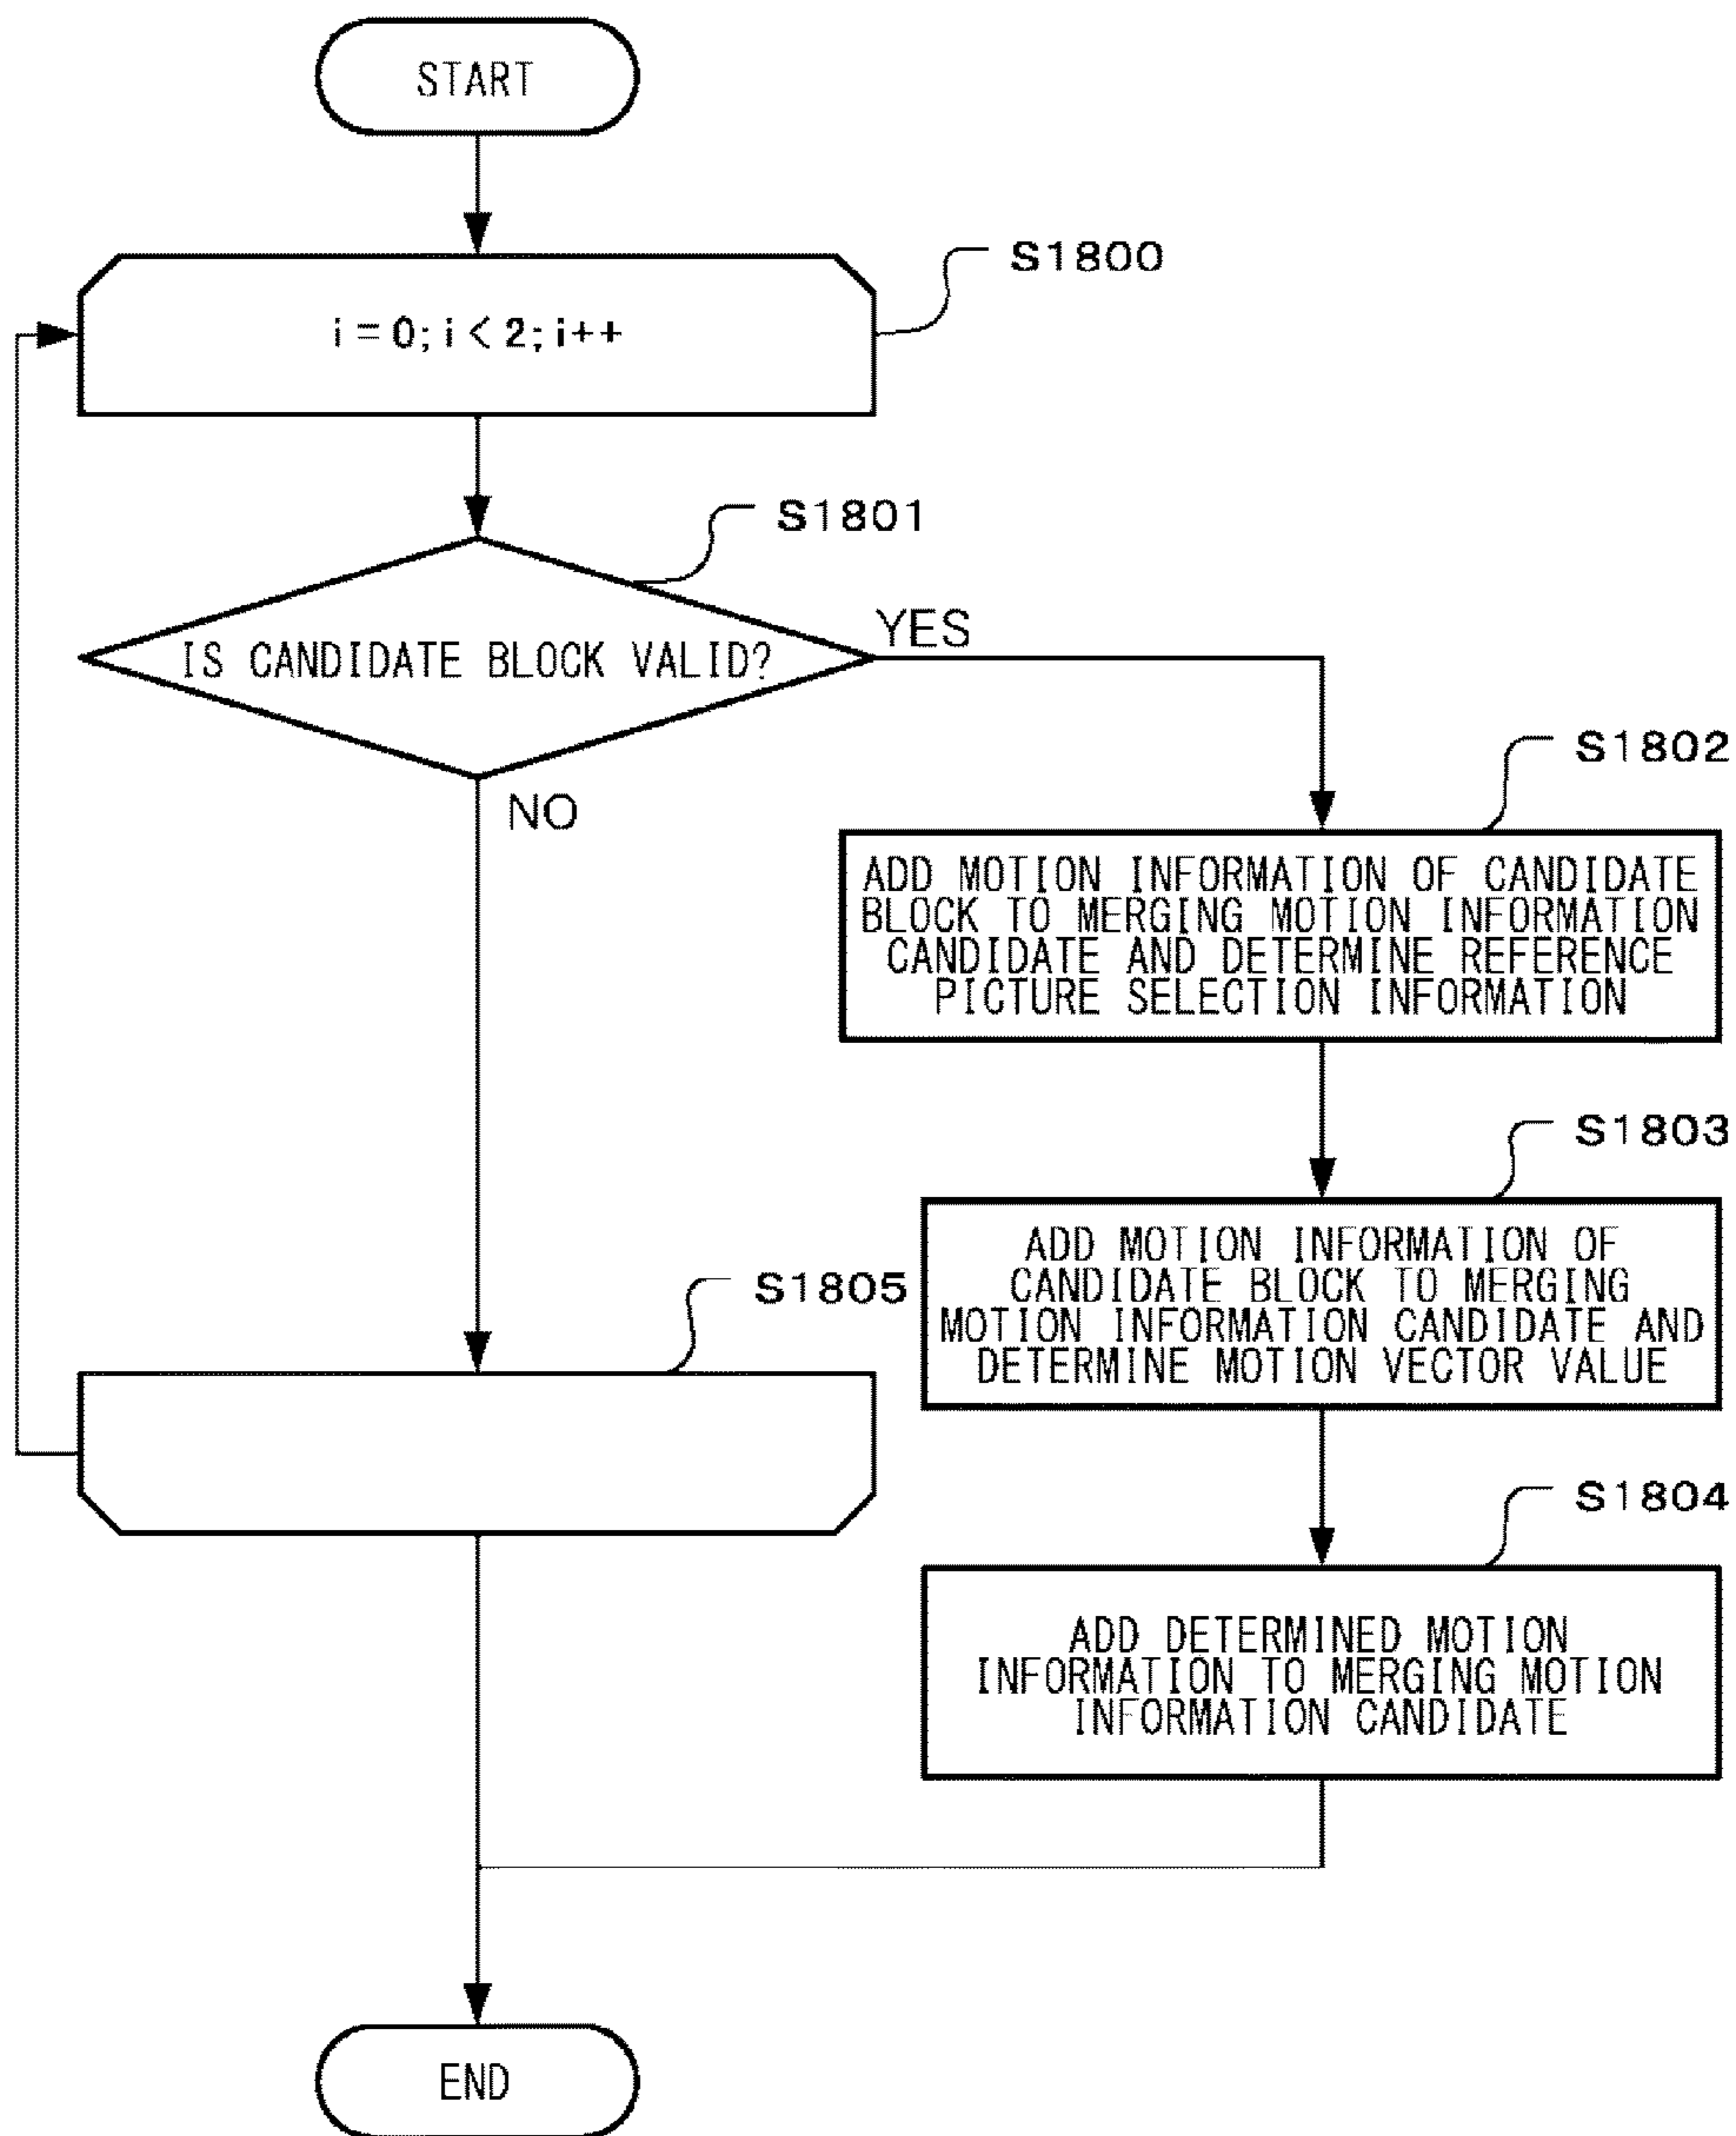 START
S1800
i=0;i<2;i++
S1801
IS CANDIDATE BLOCK VALID?
YES
NO
S1802
ADD MOTION INFORMATION OF CANDIDATE
BLOCK TO MERGING MOTION INFORMATION
CANDIDATE AND DETERMINE REFERENCE
PICTURE SELECTION INFORMATION
S1803
ADD MOTION INFORMATION OF
CANDIDATE BLOCK TO MERGING
MOTION INFORMATION CANDIDATE AND
DETERMINE MOTION VECTOR VALUE
S1805
S1804
ADD DETERMINED MOTION
INFORMATION TO MERGING MOTION
INFORMATION CANDIDATE
END